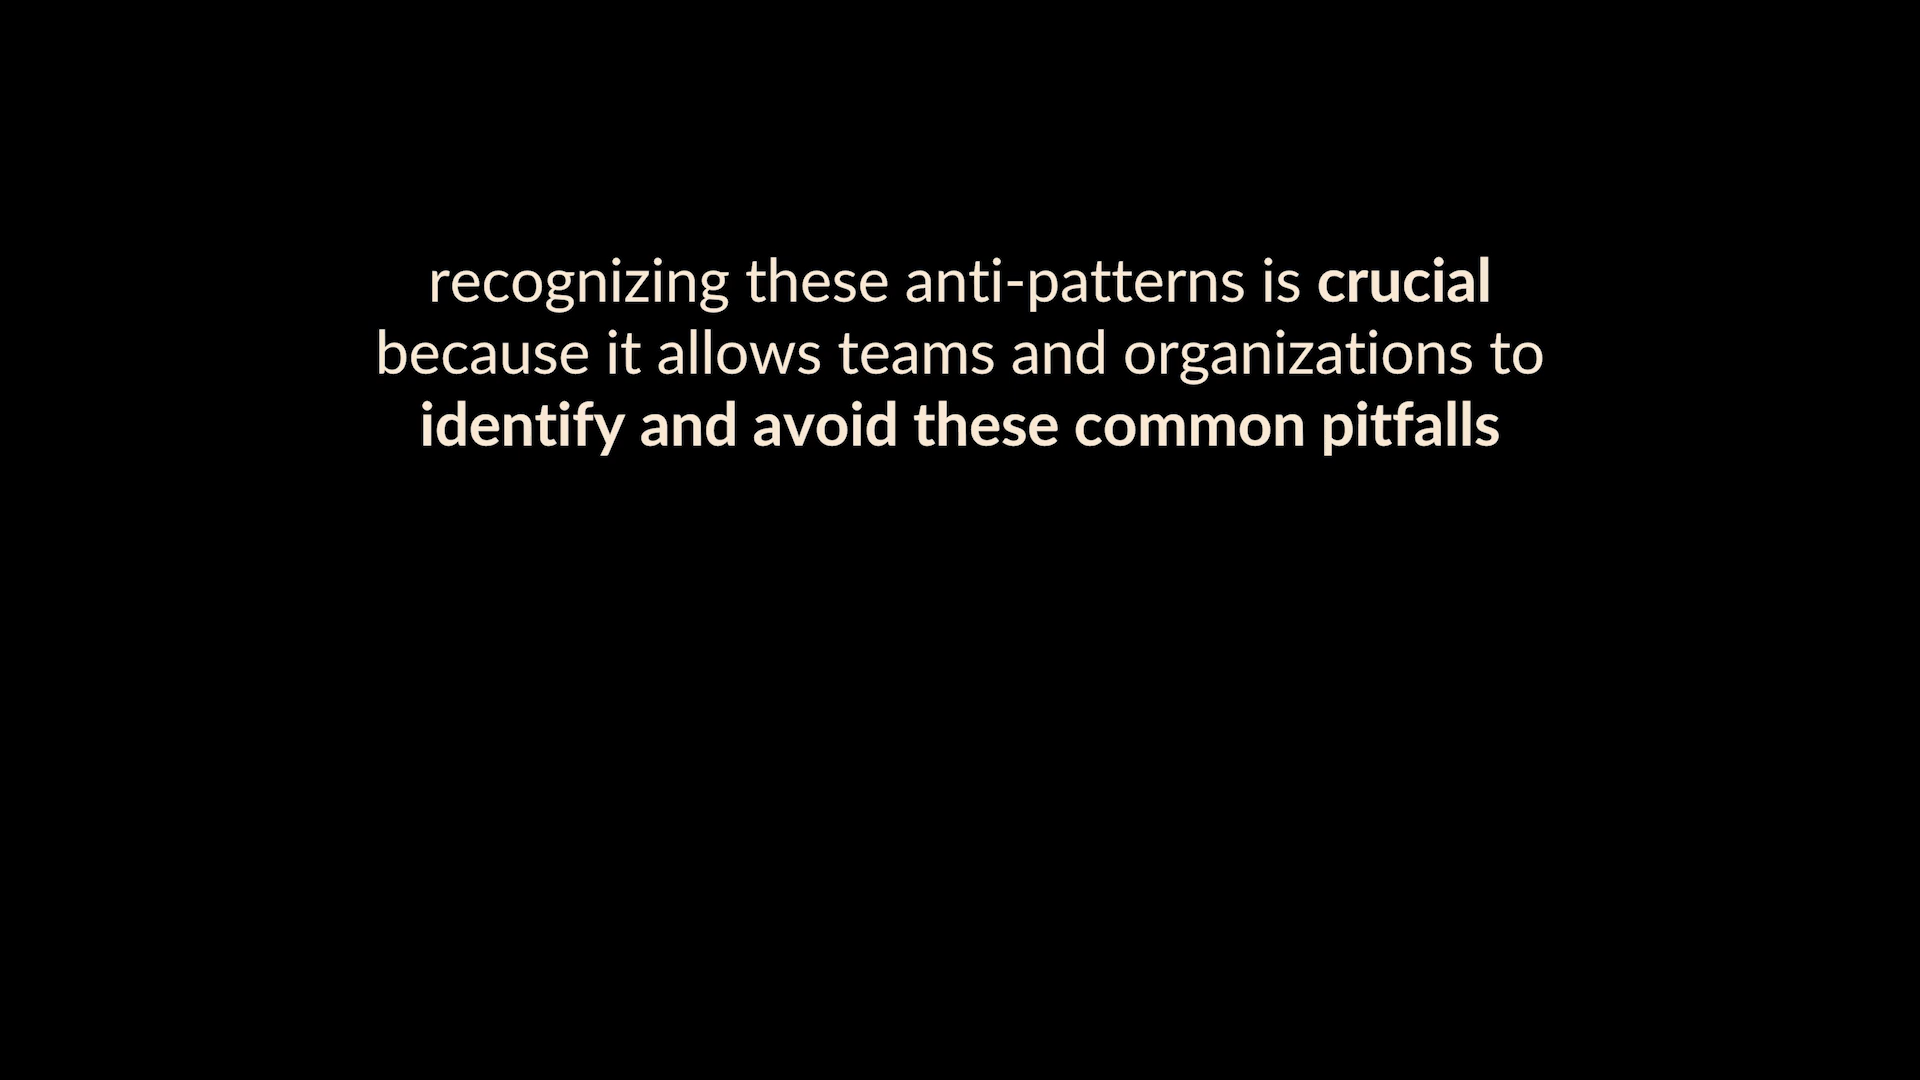 recognizing these anti-patterns is crucial
because it allows teams and organizations to
identify and avoid these common pitfalls